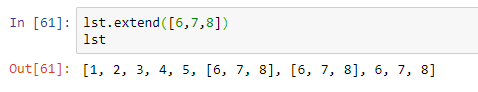 In [61]: lst.extend([6,7,8])
lst
Out[61]: [1, 2, 3, 4, 5, [6, 7, 8], [6, 7, 8], 6, 7, 8]